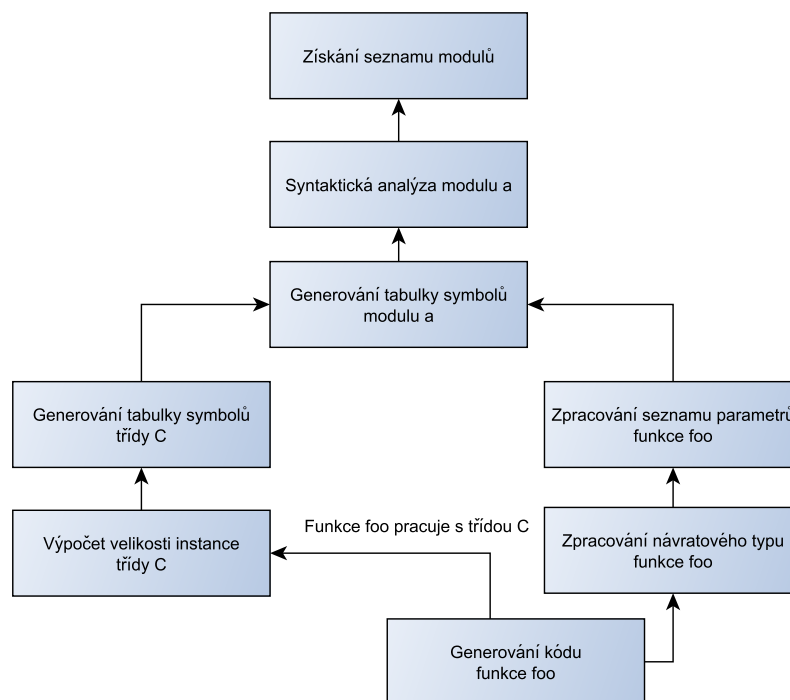 Získání seznamu modulů
Syntaktická analýza modulu a
Generování tabulky symbolů
modulu a
Generování tabulky symbolů
třídy C
Zpracování seznamu parametrů
funkce foo
Výpočet velikosti instance
třídy C
Funkce foo pracuje s třídou C
Zpracování návratového typu
funkce foo
Generování kódu
funkce foo